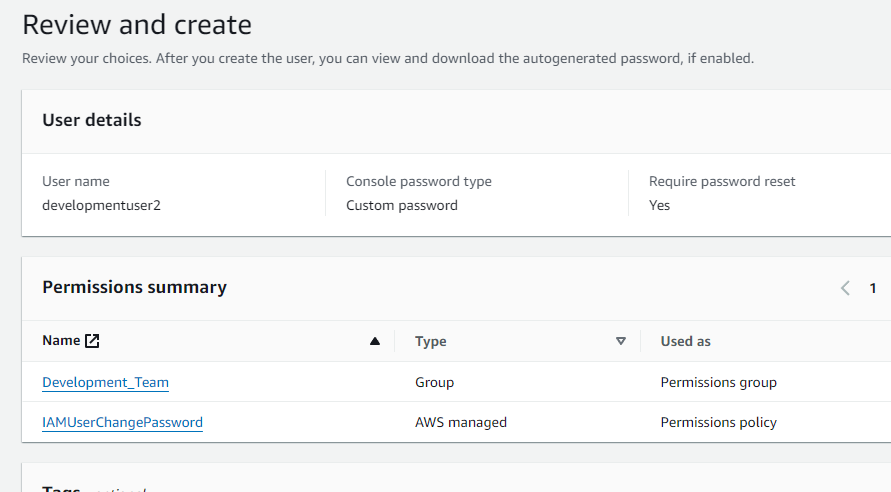 Review and create
Review your choices. After you create the user, you can view and download the autogenerated password, if enabled.
User details
User name Console password type Require password reset
developmentuser2 Custom password Yes
Permissions summary 1
Name Type Used as
Development_Team Group Permissions group
IAMUserChangePassword AWS managed Permissions policy
Tags - optional